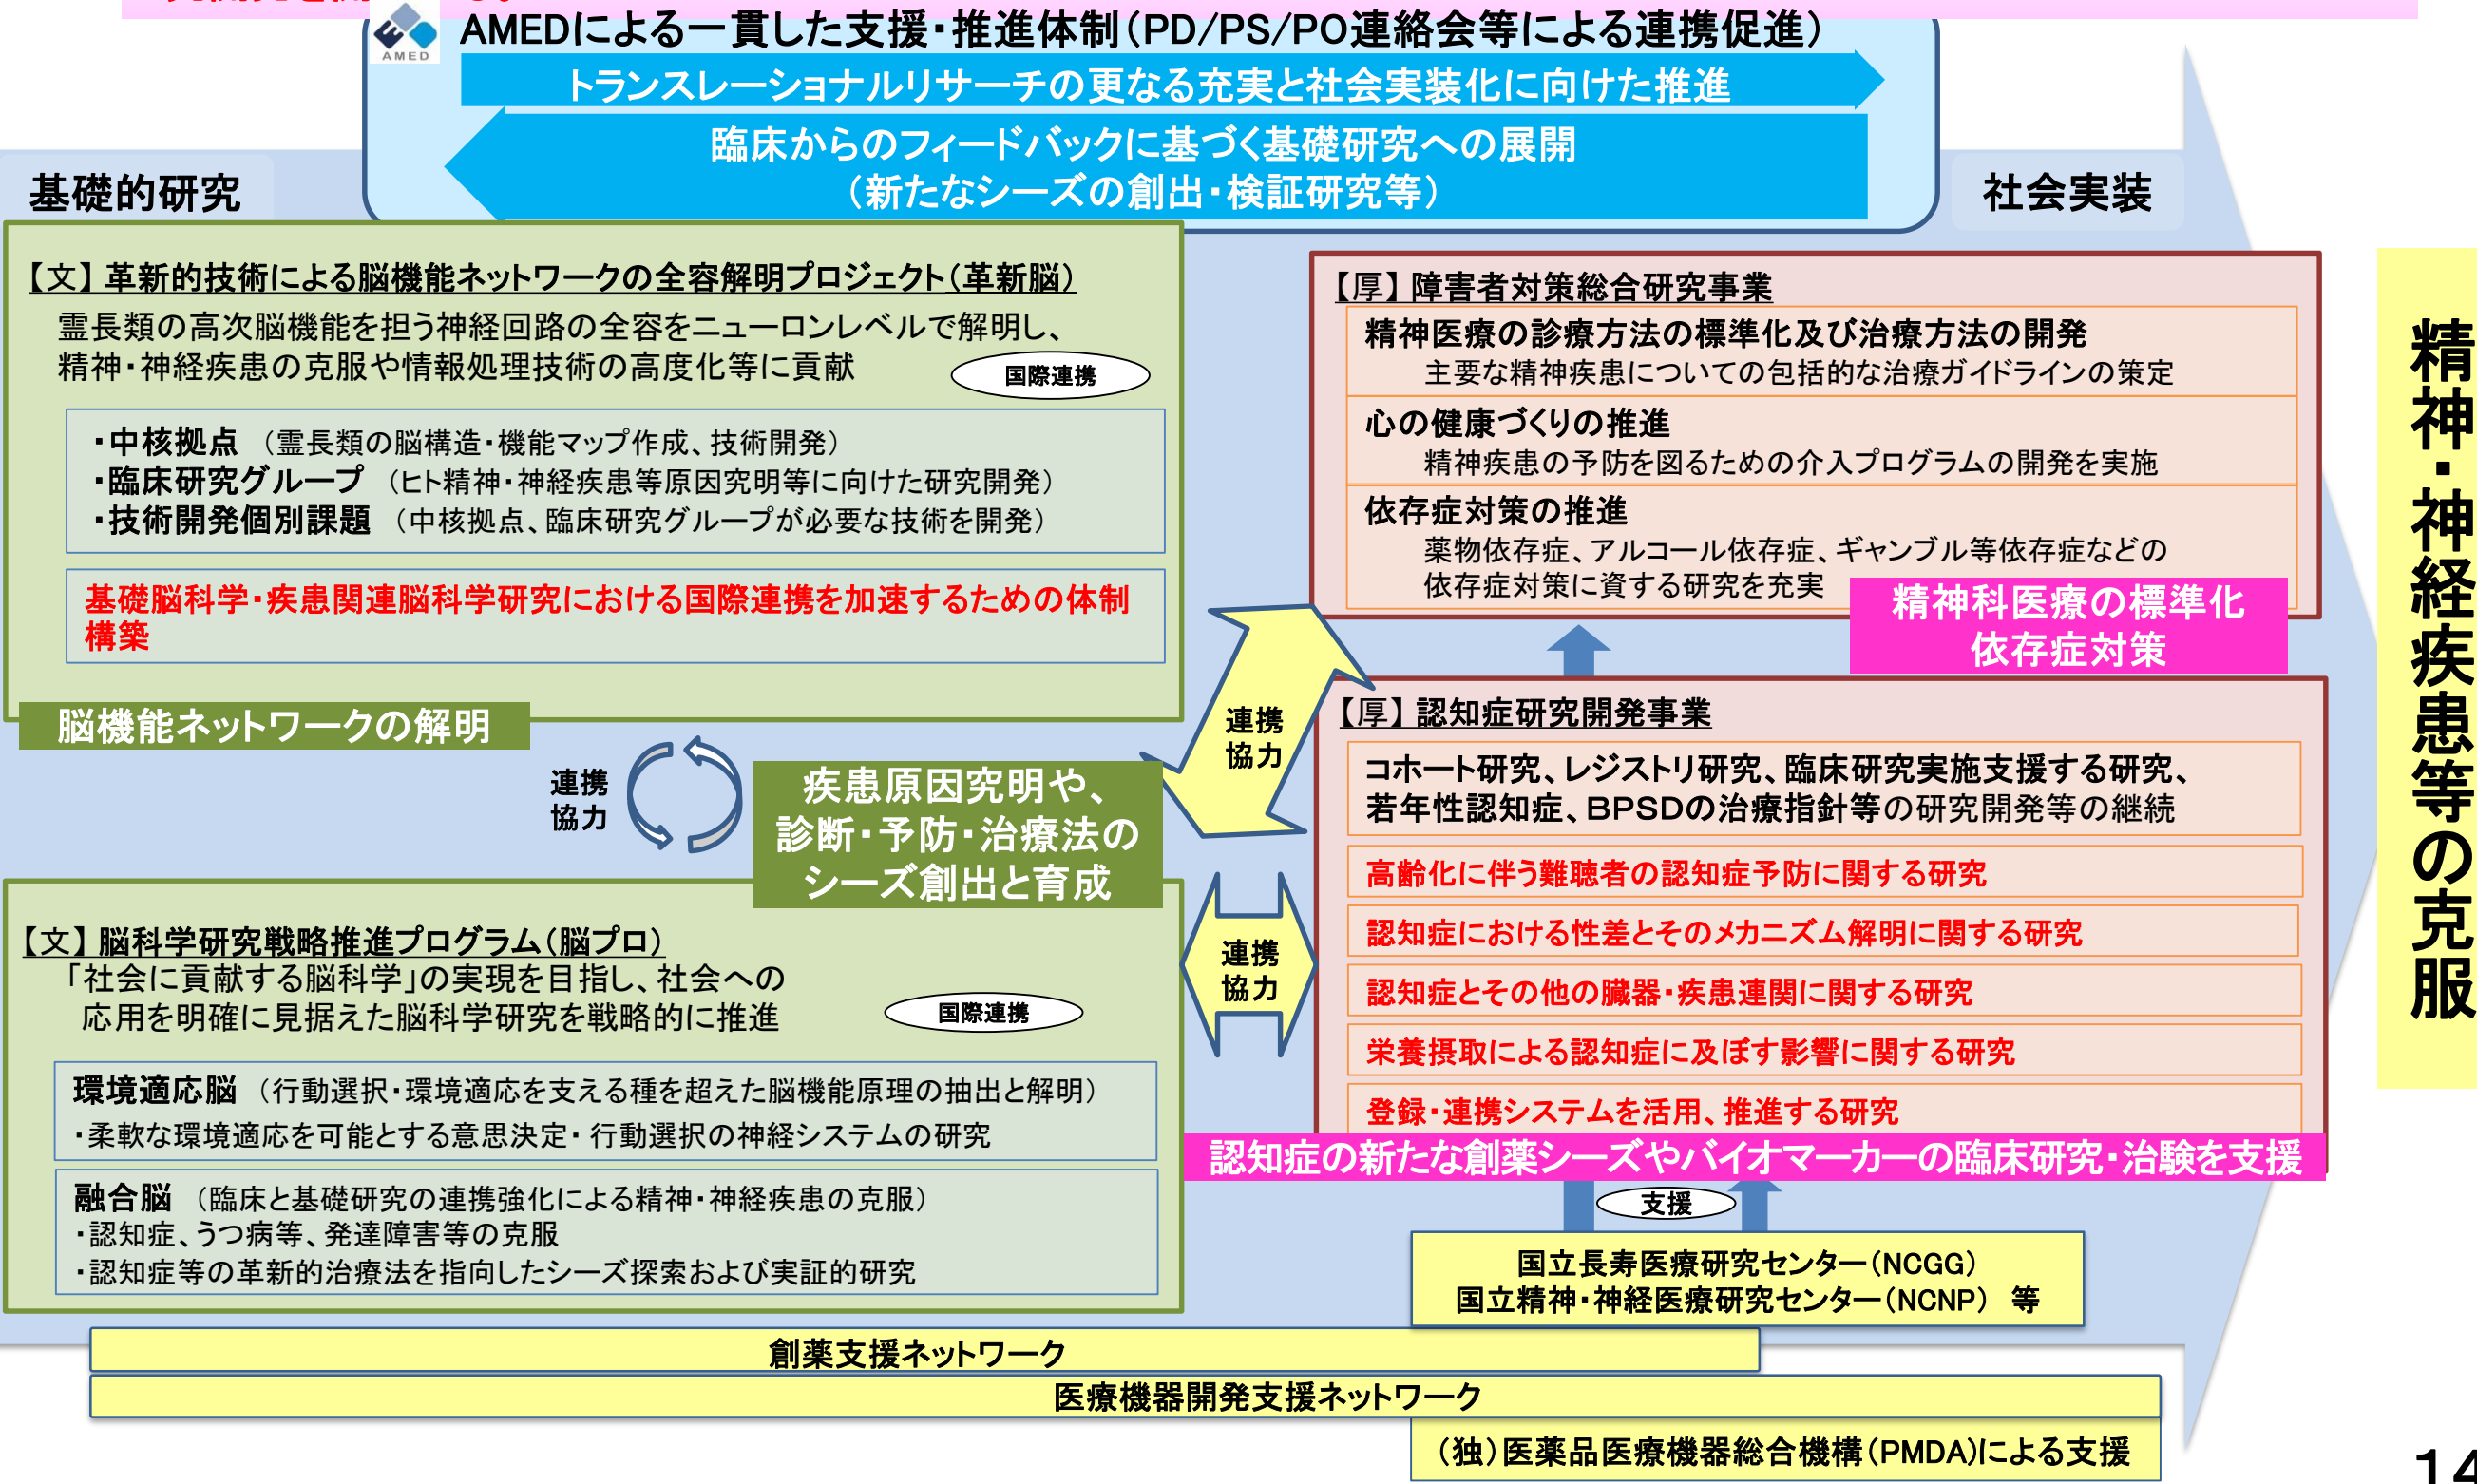 AMED
AMEDによる一貫した支援・推進体制(PD/PS/PO連絡会等による連携促進)
トランスレーショナルリサーチの更なる充実と社会実装化に向けた推進
臨床からのフィードバックに基づく基礎研究への展開
(新たなシーズの創出・検証研究等)
基礎的研究
社会実装
【文】革新的技術による脳機能ネットワークの全容解明プロジェクト(革新脳)
霊長類の高次脳機能を担う神経回路の全容をニューロンレベルで解明し、
精神・神経疾患の克服や情報処理技術の高度化等に貢献
国際連携
・中核拠点 (霊長類の脳構造・機能マップ作成、技術開発)
・臨床研究グループ (ヒト精神・神経疾患等原因究明等に向けた研究開発)
・技術開発個別課題 (中核拠点、臨床研究グループが必要な技術を開発)
基礎脳科学・疾患関連脳科学研究における国際連携を加速するための体制
構築
脳機能ネットワークの解明
連携
協力
疾患原因究明や、
診断・予防・治療法の
シーズ創出と育成
【文】脳科学研究戦略推進プログラム(脳プロ)
「社会に貢献する脳科学」の実現を目指し、社会への
応用を明確に見据えた脳科学研究を戦略的に推進
国際連携
環境適応脳 (行動選択・環境適応を支える種を超えた脳機能原理の抽出と解明)
・柔軟な環境適応を可能とする意思決定・行動選択の神経システムの研究
融合脳 (臨床と基礎研究の連携強化による精神・神経疾患の克服)
・認知症、うつ病等、発達障害等の克服
・認知症等の革新的治療法を指向したシーズ探索および実証的研究
連携
協力
連携
協力
【厚】障害者対策総合研究事業
精神医療の診療方法の標準化及び治療方法の開発
主要な精神疾患についての包括的な治療ガイドラインの策定
心の健康づくりの推進
精神疾患の予防を図るための介入プログラムの開発を実施
依存症対策の推進
薬物依存症、アルコール依存症、ギャンブル等依存症などの
依存症対策に資する研究を充実
精神科医療の標準化
依存症対策
【厚】認知症研究開発事業
コホート研究、レジストリ研究、臨床研究実施支援する研究、
若年性認知症、BPSDの治療指針等の研究開発等の継続
高齢化に伴う難聴者の認知症予防に関する研究
認知症における性差とそのメカニズム解明に関する研究
認知症とその他の臓器・疾患連関に関する研究
栄養摂取による認知症に及ぼす影響に関する研究
登録・連携システムを活用、推進する研究
認知症の新たな創薬シーズやバイオマーカーの臨床研究・治験を支援
支援
国立長寿医療研究センター(NCGG)
国立精神・神経医療研究センター(NCNP) 等
創薬支援ネットワーク
医療機器開発支援ネットワーク
(独)医薬品医療機器総合機構(PMDA)による支援
精神・神経疾患等の克服
14